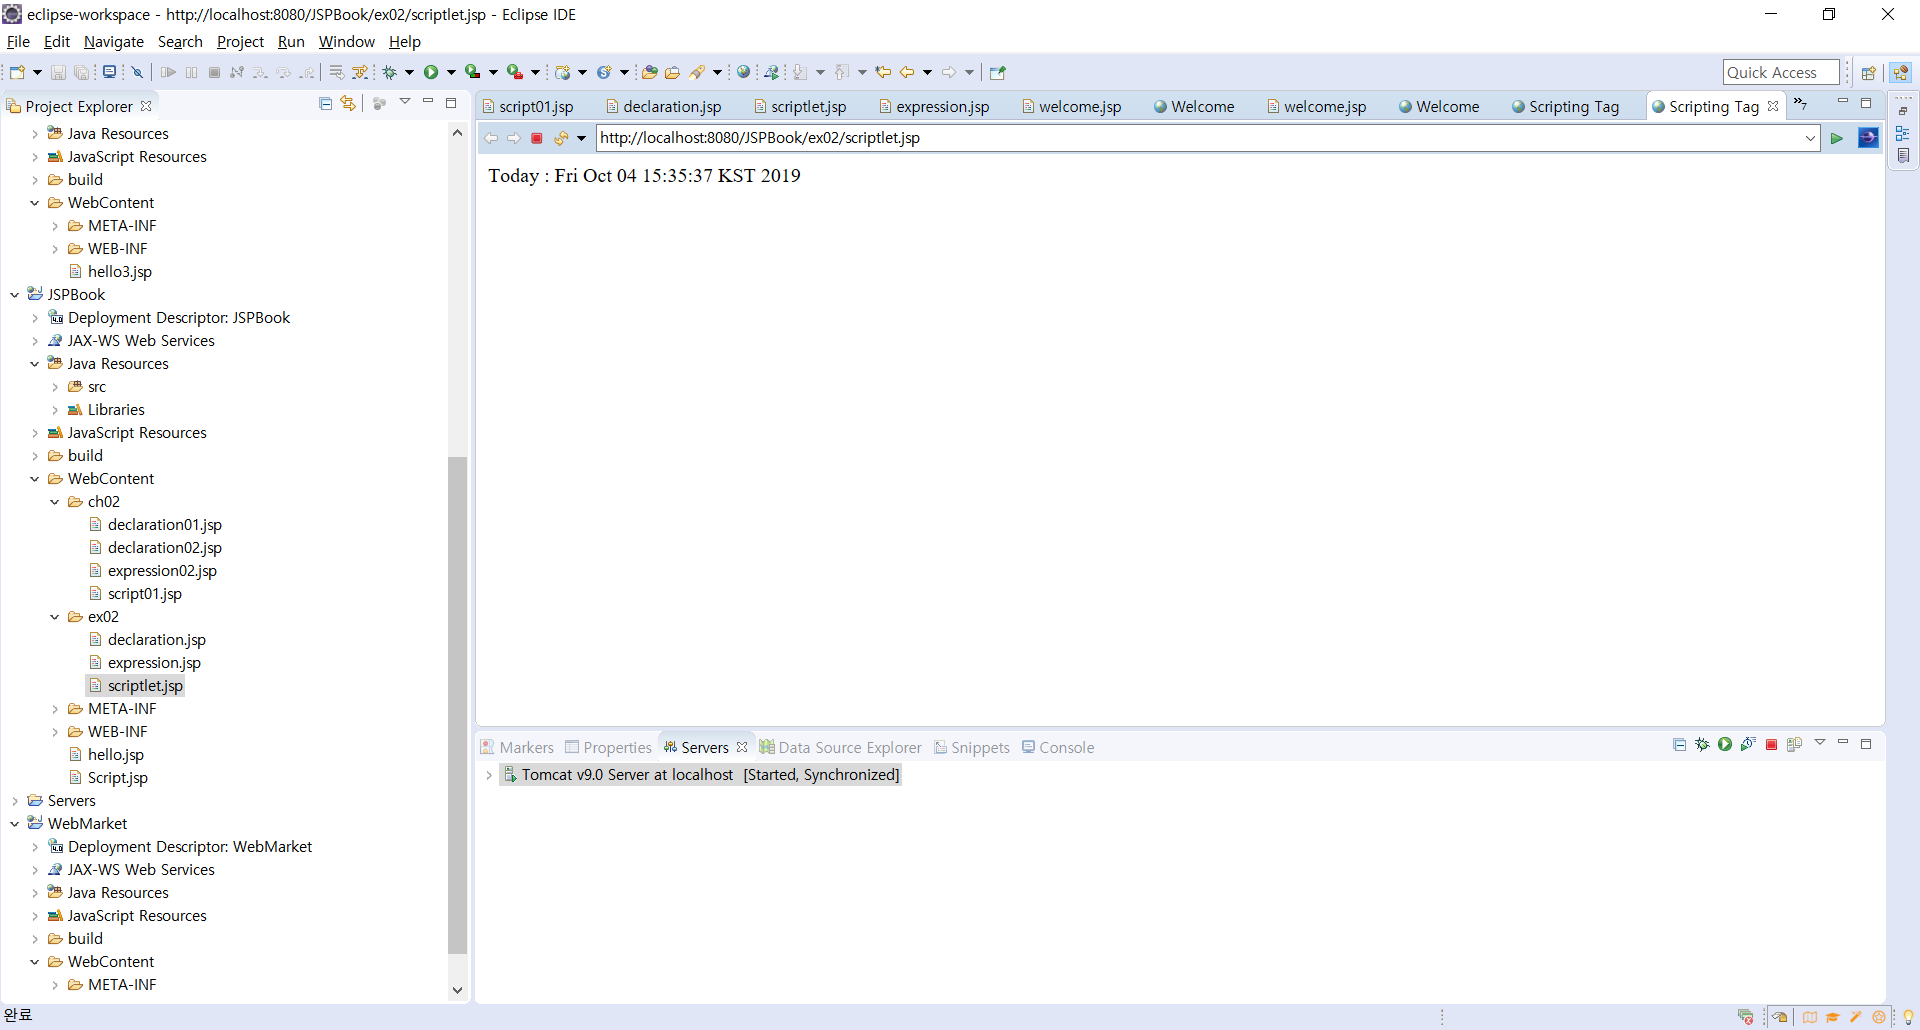 eclipse-workspace - http://localhost:8080/JSPBook/ex02/scriptlet.jsp - Eclipse IDE
File Edit Navigate Search Project Run Window Help
Quick Access
Project Explorer
Java Resources
JavaScript Resources
build
WebContent
META-INF
WEB-INF
hello3.jsp
JSPBook
Deployment Descriptor: JSPBook
JAX-WS Web Services
Java Resources
src
Libraries
JavaScript Resources
build
WebContent
ch02
declaration01.jsp
declaration02.jsp
expression02.jsp
script01.jsp
ex02
declaration.jsp
expression.jsp
scriptlet.jsp
META-INF
WEB-INF
hello.jsp
Script.jsp
Servers
WebMarket
Deployment Descriptor: WebMarket
JAX-WS Web Services
Java Resources
JavaScript Resources
build
WebContent
META-INF
script01.jsp declaration.jsp scriptlet.jsp expression.jsp welcome.jsp Welcome welcome.jsp Welcome Scripting Tag Scripting Tag »7
http://localhost:8080/JSPBook/ex02/scriptlet.jsp
Today : Fri Oct 04 15:35:37 KST 2019
Markers Properties Servers Data Source Explorer Snippets Console
Tomcat v9.0 Server at localhost [Started, Synchronized]
완료